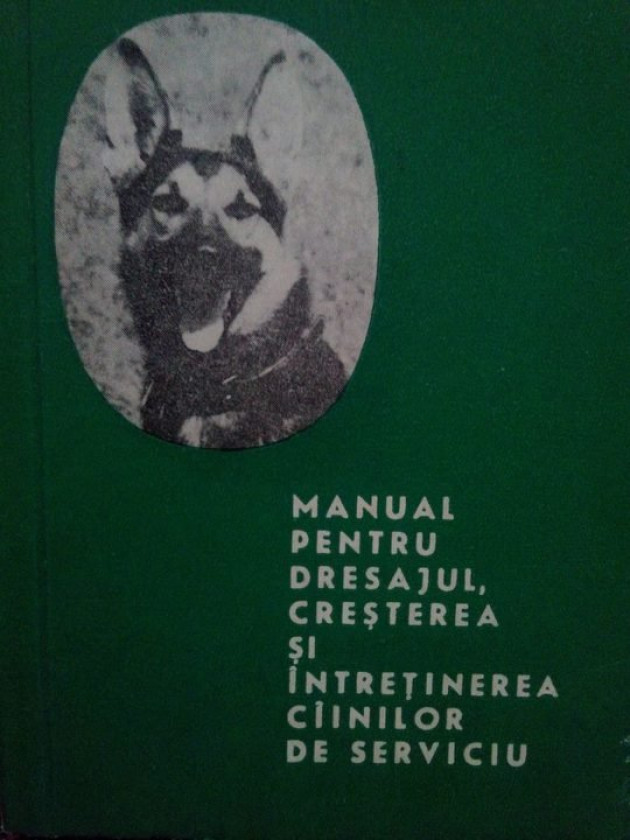 MANUAL
PENTRU
DRESAJUL,
CREȘTEREA
ȘI
ÎNTREȚINEREA
CÎINILOR
DE SERVICIU